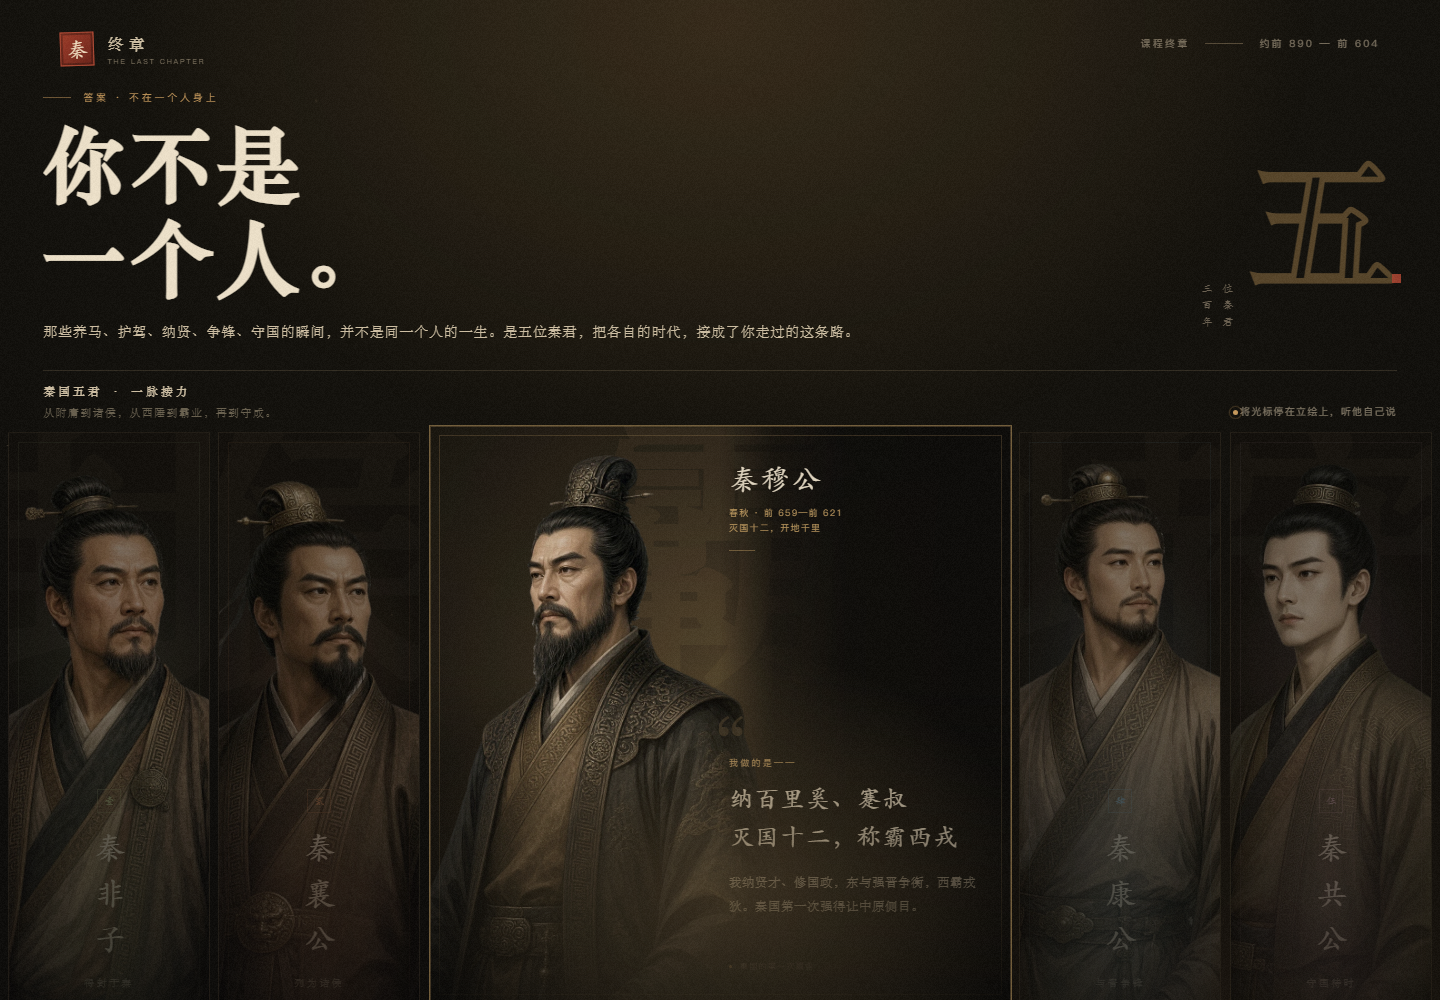 秦
终章
THE LAST CHAPTER
课程终章 —— 约前 890 — 前 604
答案 · 不在一个人身上
你不是
一个人。
五
位秦君
三百年
那些养马、护驾、纳贤、争锋、守国的瞬间，并不是同一个人的一生。是五位秦君，把各自的时代，接成了你走过的这条路。
秦国五君 · 一脉接力
从附庸到诸侯，从西陲到霸业，再到守成。
将光标停在立绘上，听他自己说
秦非子
秦襄公
秦穆公
春秋 · 前 659—前 621
灭国十二，开地千里
“
我做的是——
纳百里奚、蹇叔
灭国十二，称霸西戎
我纳贤才、修国政，东与强晋争衡，西霸戎
狄。秦国第一次强得让中原侧目。
秦康公
秦共公